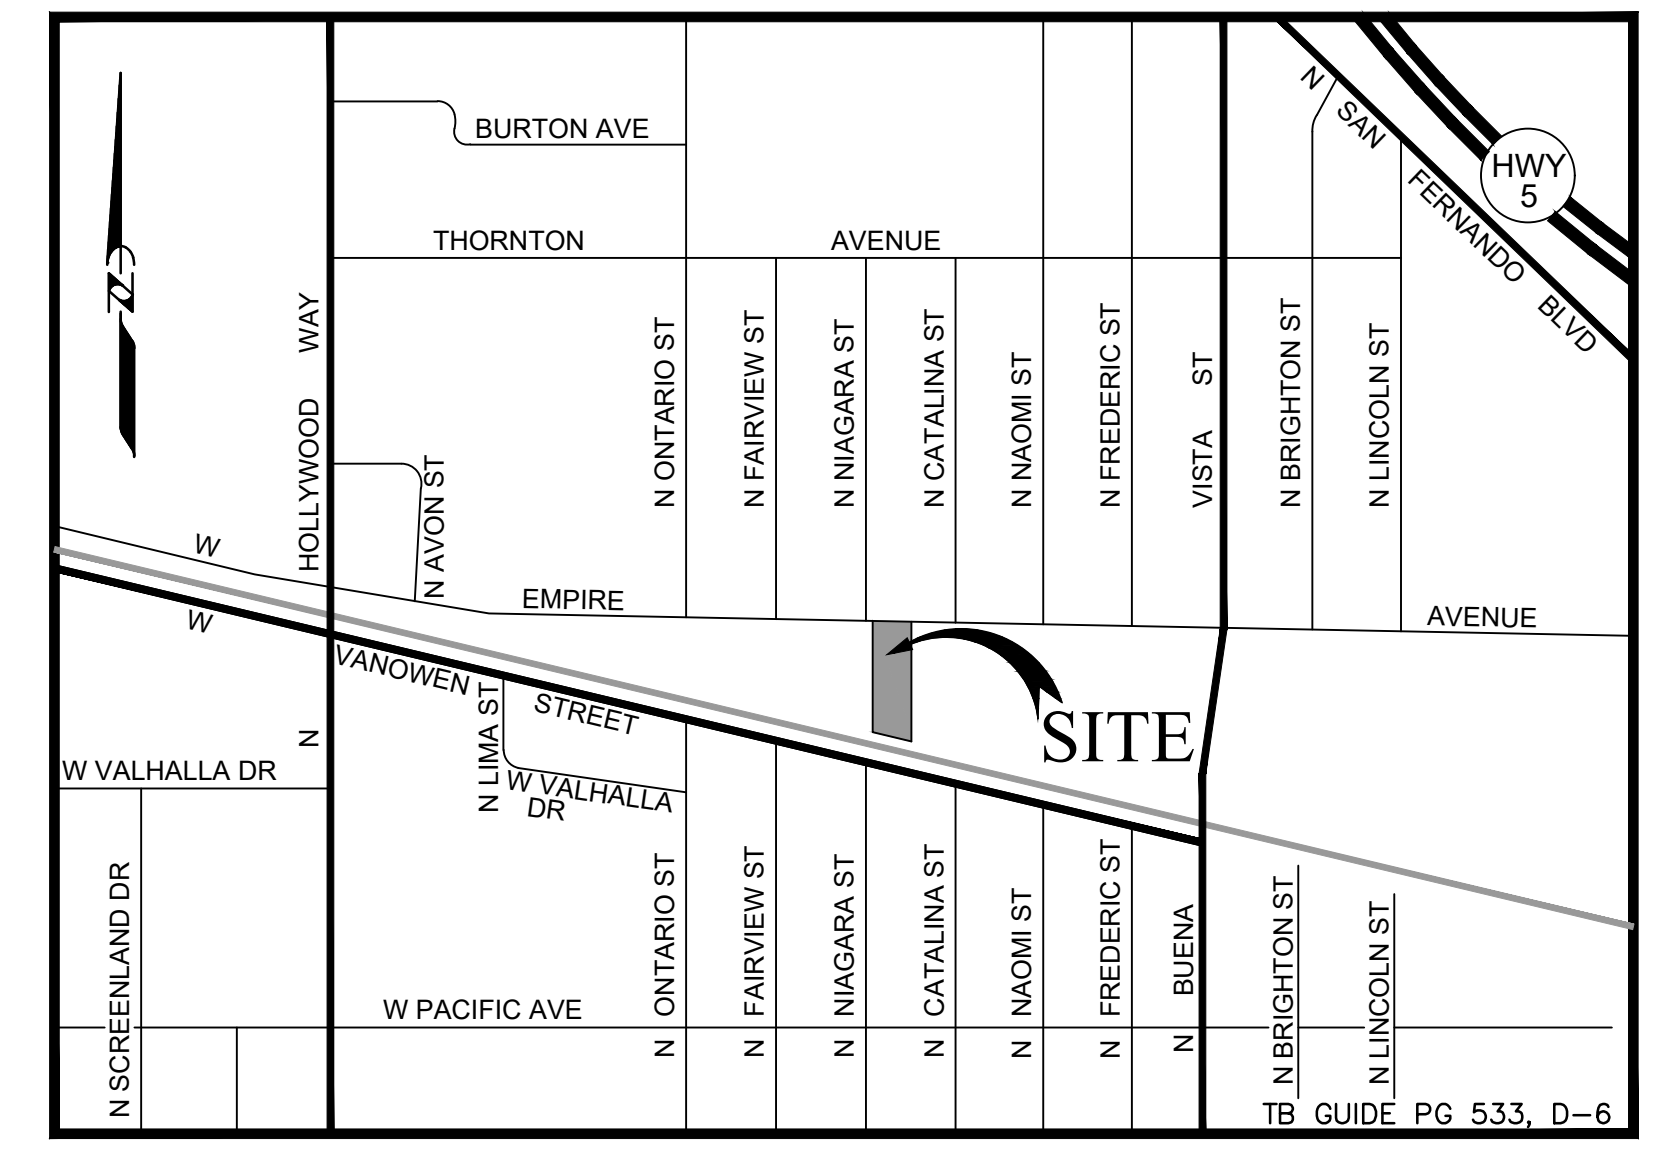 BURTON AVE
HWY
5
N SAN FERNANDO BLVD
THORNTON AVENUE
N
HOLLYWOOD WAY
N ONTARIO ST
N FAIRVIEW ST
N NIAGARA ST
N CATALINA ST
N NAOMI ST
N FREDERIC ST
VISTA ST
N BRIGHTON ST
N LINCOLN ST
N AVON ST
W
EMPIRE
AVENUE
W
VANOWEN
STREET
SITE
N
N LIMA ST
W VALHALLA DR
W VALHALLA
DR
N SCREENLAND DR
W PACIFIC AVE
N ONTARIO ST
N FAIRVIEW ST
N NIAGARA ST
N CATALINA ST
N NAOMI ST
N FREDERIC ST
N BUENA
N BRIGHTON ST
N LINCOLN ST
TB GUIDE PG 533, D-6